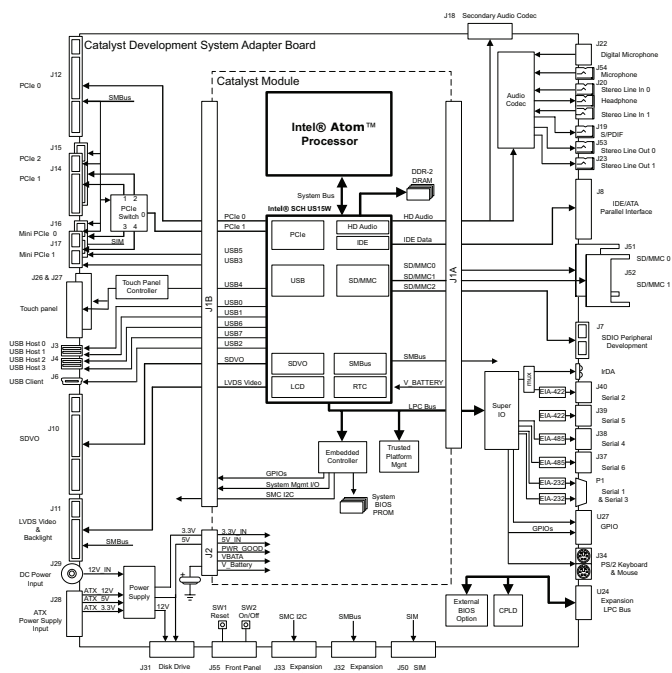 J18 Secondary Audio Codec
Catalyst Development System Adapter Board
J12
PCIe 0
SMBus
J15
PCIe 2
J14
PCIe 1
1 2
PCIe
Switch 0
3 4
J16
Mini PCIe 0
SIM
J17
Mini PCIe 1
J26 & J27
Touch Panel
Controller
Touch panel
USB Host 0
J3
USB Host 1
USB Host 2
J4
USB Host 3
J6
USB Client
J10
SDVO
J11
LVDS Video
&
Backlight
SMBus
J29
DC Power
Input
12V_IN
J28
ATX
Power Supply
Input
ATX_12V
ATX_5V
ATX_3.3V
Power
Supply
3.3V
5V
12V
Catalyst Module
J1B
Intel® Atom™
Processor
System Bus
DDR-2
DRAM
Intel® SCH US15W
PCIe 0
PCIe 1
USB5
USB3
USB4
USB0
USB1
USB6
USB7
USB2
SDVO
LVDS Video
PCIe
HD Audio
IDE
USB
SD/MMC
SDVO
SMBus
LCD
RTC
HD Audio
IDE Data
SD/MMC0
SD/MMC1
SD/MMC2
SMBus
V_BATTERY
LPC Bus
J1A
Embedded
Controller
Trusted
Platform
Mgnt
GPIOs
System Mgmt I/O
SMC I2C
System
BIOS
PROM
J2
3.3V_IN
5V_IN
PWR_GOOD
VBATA
V_Battery
+
Audio
Codec
J22
Digital Microphone
J54
Microphone
J20
Stereo Line In 0
Headphone
Stereo Line In 1
J19
S/PDIF
J53
Stereo Line Out 0
J23
Stereo Line Out 1
J8
IDE/ATA
Parallel Interface
J51
SD/MMC 0
J52
SD/MMC 1
J7
SDIO Peripheral
Development
Super
IO
mux
IrDA
EIA-422
J40
Serial 2
EIA-422
J39
Serial 5
EIA-485
J38
Serial 4
EIA-485
J37
Serial 6
EIA-232
EIA-232
P1
Serial 1
& Serial 3
U27
GPIO
GPIOs
J34
PS/2 Keyboard
& Mouse
External
BIOS
Option
CPLD
U24
Expansion
LPC Bus
SW1
Reset
SW2
On/Off
SMC I2C
SMBus
SIM
J31 Disk Drive
J55 Front Panel
J33 Expansion
J32 Expansion
J50 SIM